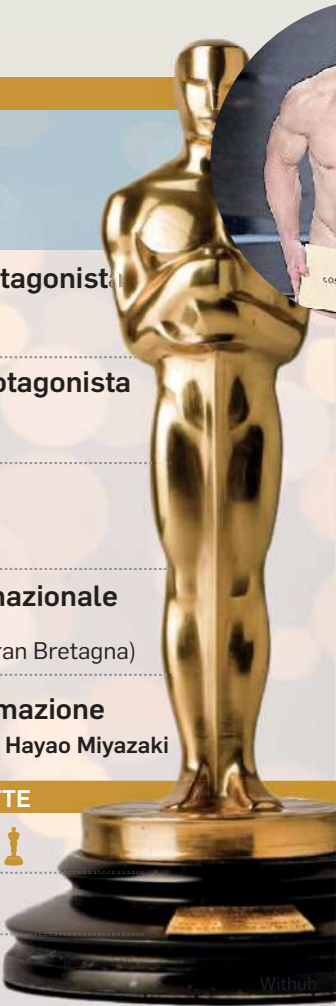 tagonista
otagonista
nazionale
ran Bretagna)
mazione
Hayao Miyazaki
TTE
Withub